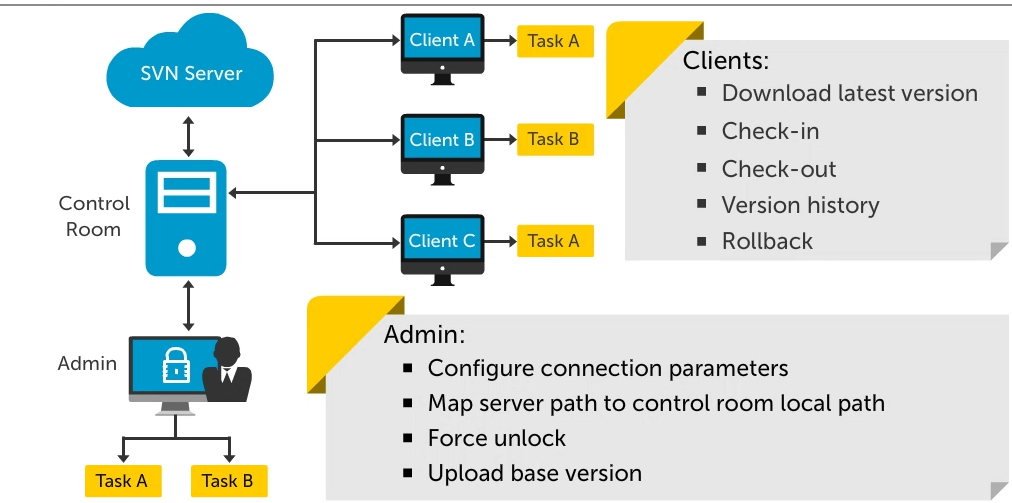 SVN Server
Control
Room
Admin
Task A
Task B
Client A
Task A
Client B
Task B
Client C
Task A
Clients:
▪ Download latest version
▪ Check-in
▪ Check-out
▪ Version history
▪ Rollback
Admin:
▪ Configure connection parameters
▪ Map server path to control room local path
▪ Force unlock
▪ Upload base version